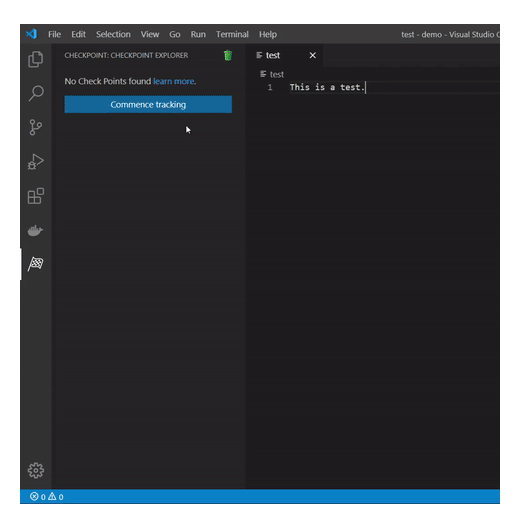 File Edit Selection View Go Run Terminal Help test - demo - Visual Studio C
CHECKPOINT: CHECKPOINT EXPLORER
test
No Check Points found learn more.
test
1 This is a test.
Commence tracking
0 0